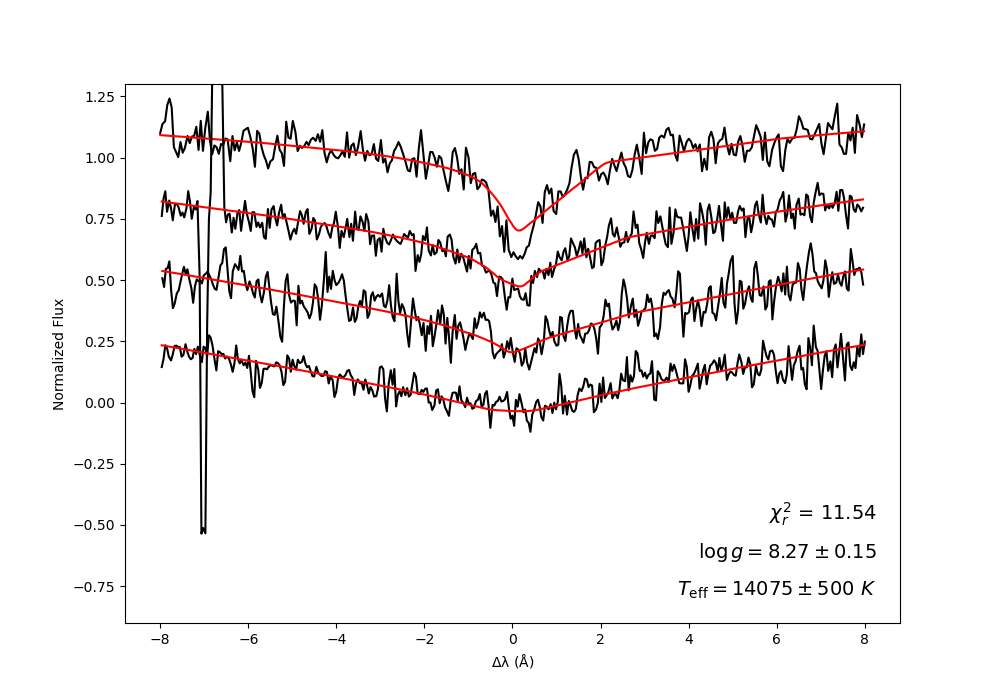 1.25
1.00
0.75
0.50
0.25
0.00
−0.25
−0.50
−0.75
Normalized Flux
χ²ᵣ = 11.54
log g = 8.27 ± 0.15
T_eff = 14075 ± 500 K
−8 −6 −4 −2 0 2 4 6 8
Δλ (Å)